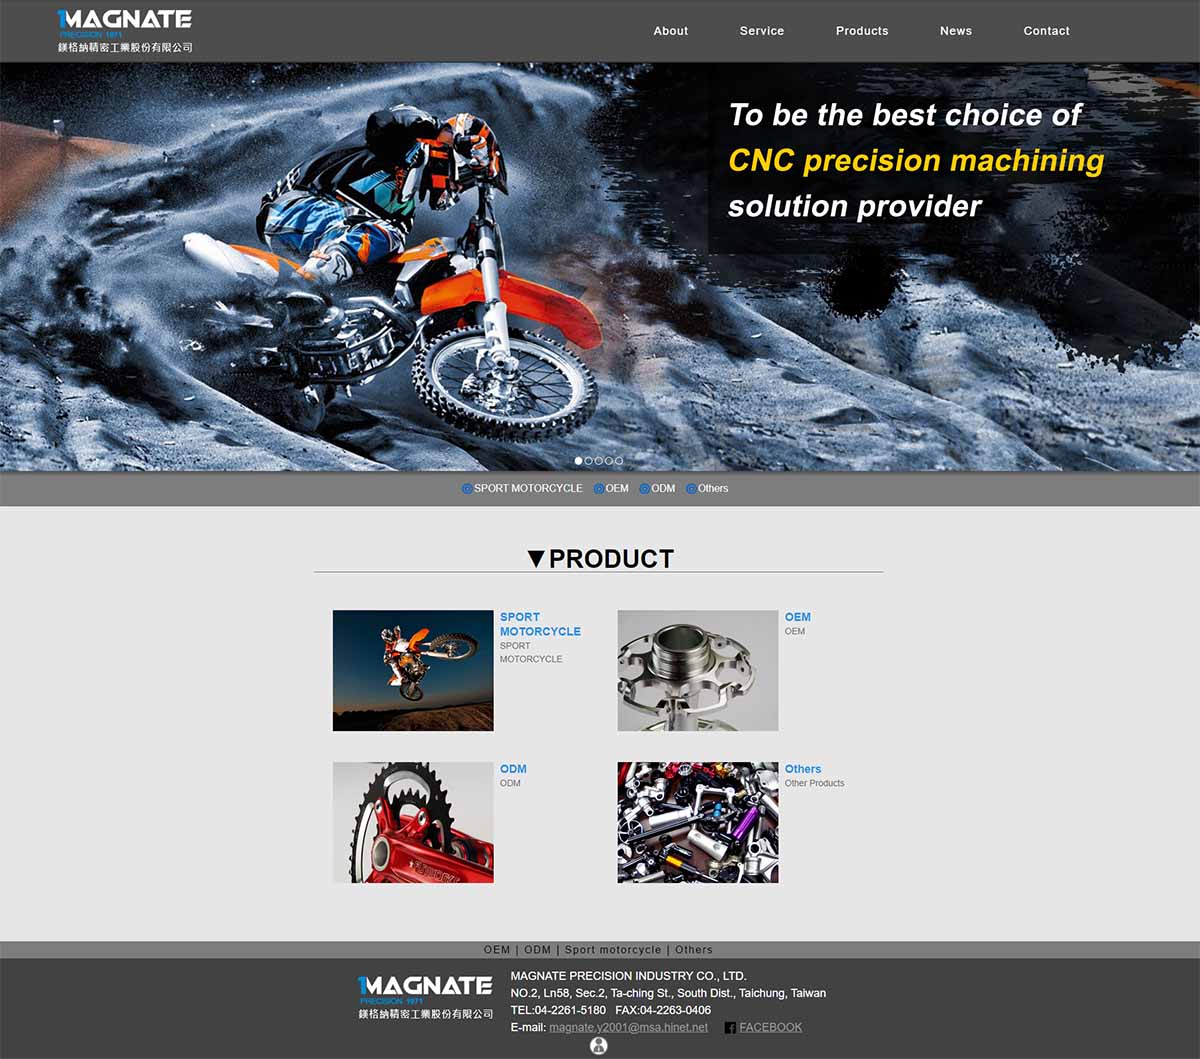 1MAGNATE
PRECISION 1971
鎂格納精密工業股份有限公司
About
Service
Products
News
Contact
To be the best choice of
CNC precision machining
solution provider
SPORT MOTORCYCLE OEM ODM Others
▼PRODUCT
SPORT
MOTORCYCLE
SPORT
MOTORCYCLE
OEM
OEM
ODM
ODM
Others
Other Products
OEM | ODM | Sport motorcycle | Others
1MAGNATE
PRECISION 1971
鎂格納精密工業股份有限公司
MAGNATE PRECISION INDUSTRY CO., LTD.
NO.2, Ln58, Sec.2, Ta-ching St., South Dist., Taichung, Taiwan
TEL:04-2261-5180 FAX:04-2263-0406
E-mail: magnate.y2001@msa.hinet.net FACEBOOK